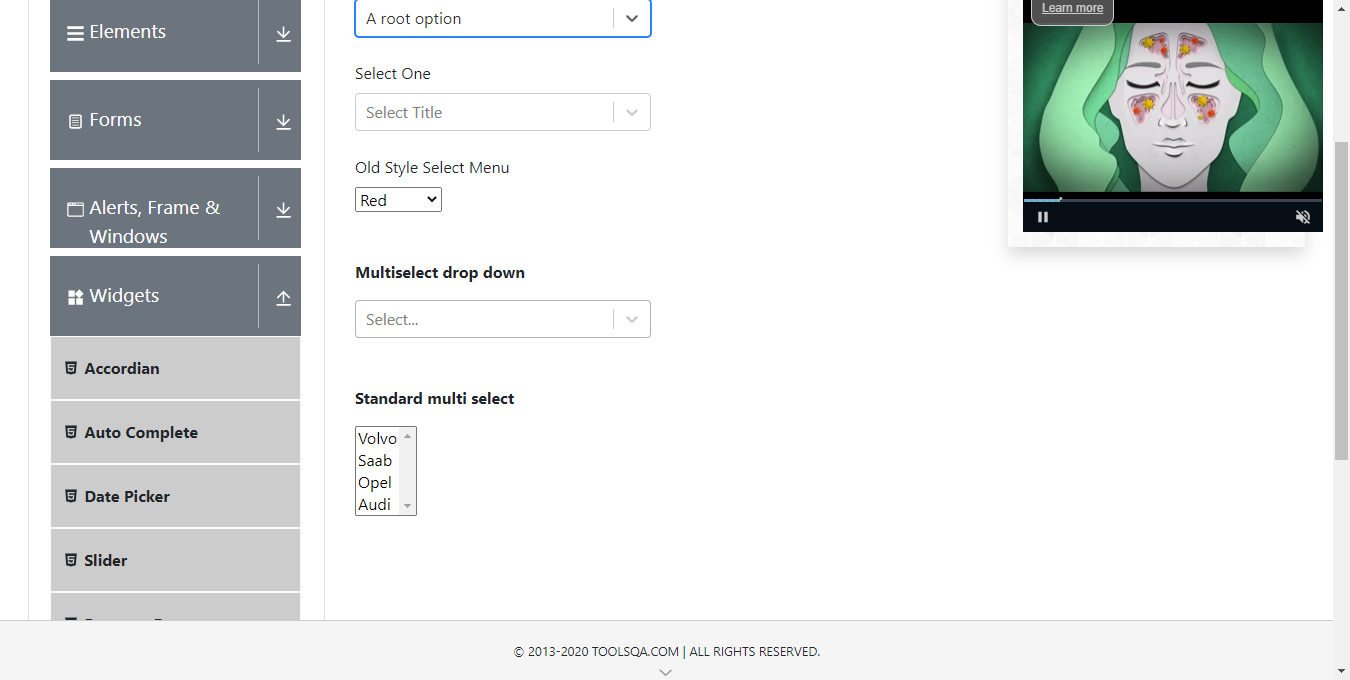 Elements
Forms
Alerts, Frame &
Windows
Widgets
Accordian
Auto Complete
Date Picker
Slider
A root option
Select One
Select Title
Old Style Select Menu
Red
Multiselect drop down
Select...
Standard multi select
Volvo
Saab
Opel
Audi
Learn more
© 2013-2020 TOOLSQA.COM | ALL RIGHTS RESERVED.